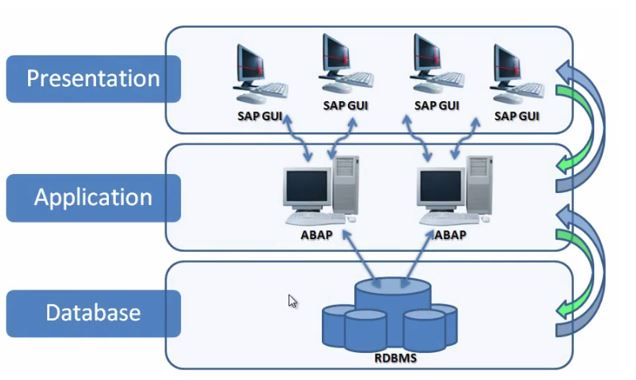 Presentation
SAP GUI
SAP GUI
SAP GUI
SAP GUI
Application
ABAP
ABAP
Database
RDBMS